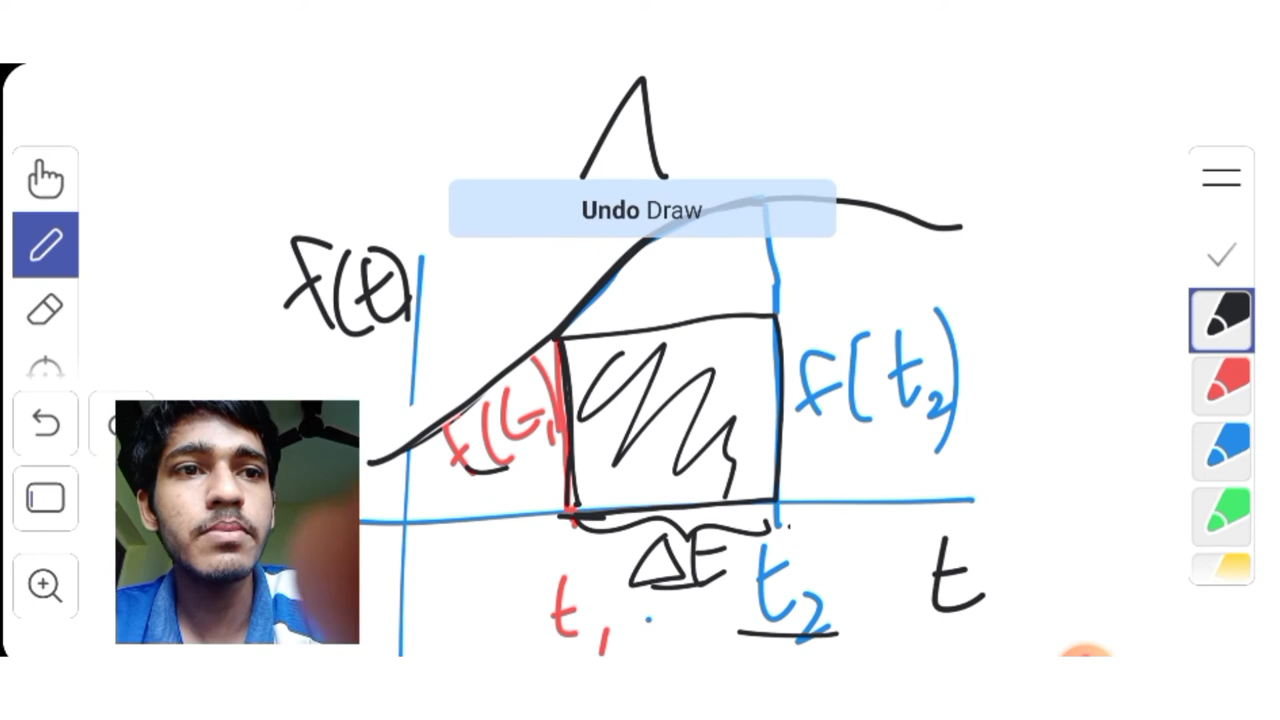 Undo Draw
f(t)
f(t₁)
f(t₂)
Δt
t₁
t₂
t